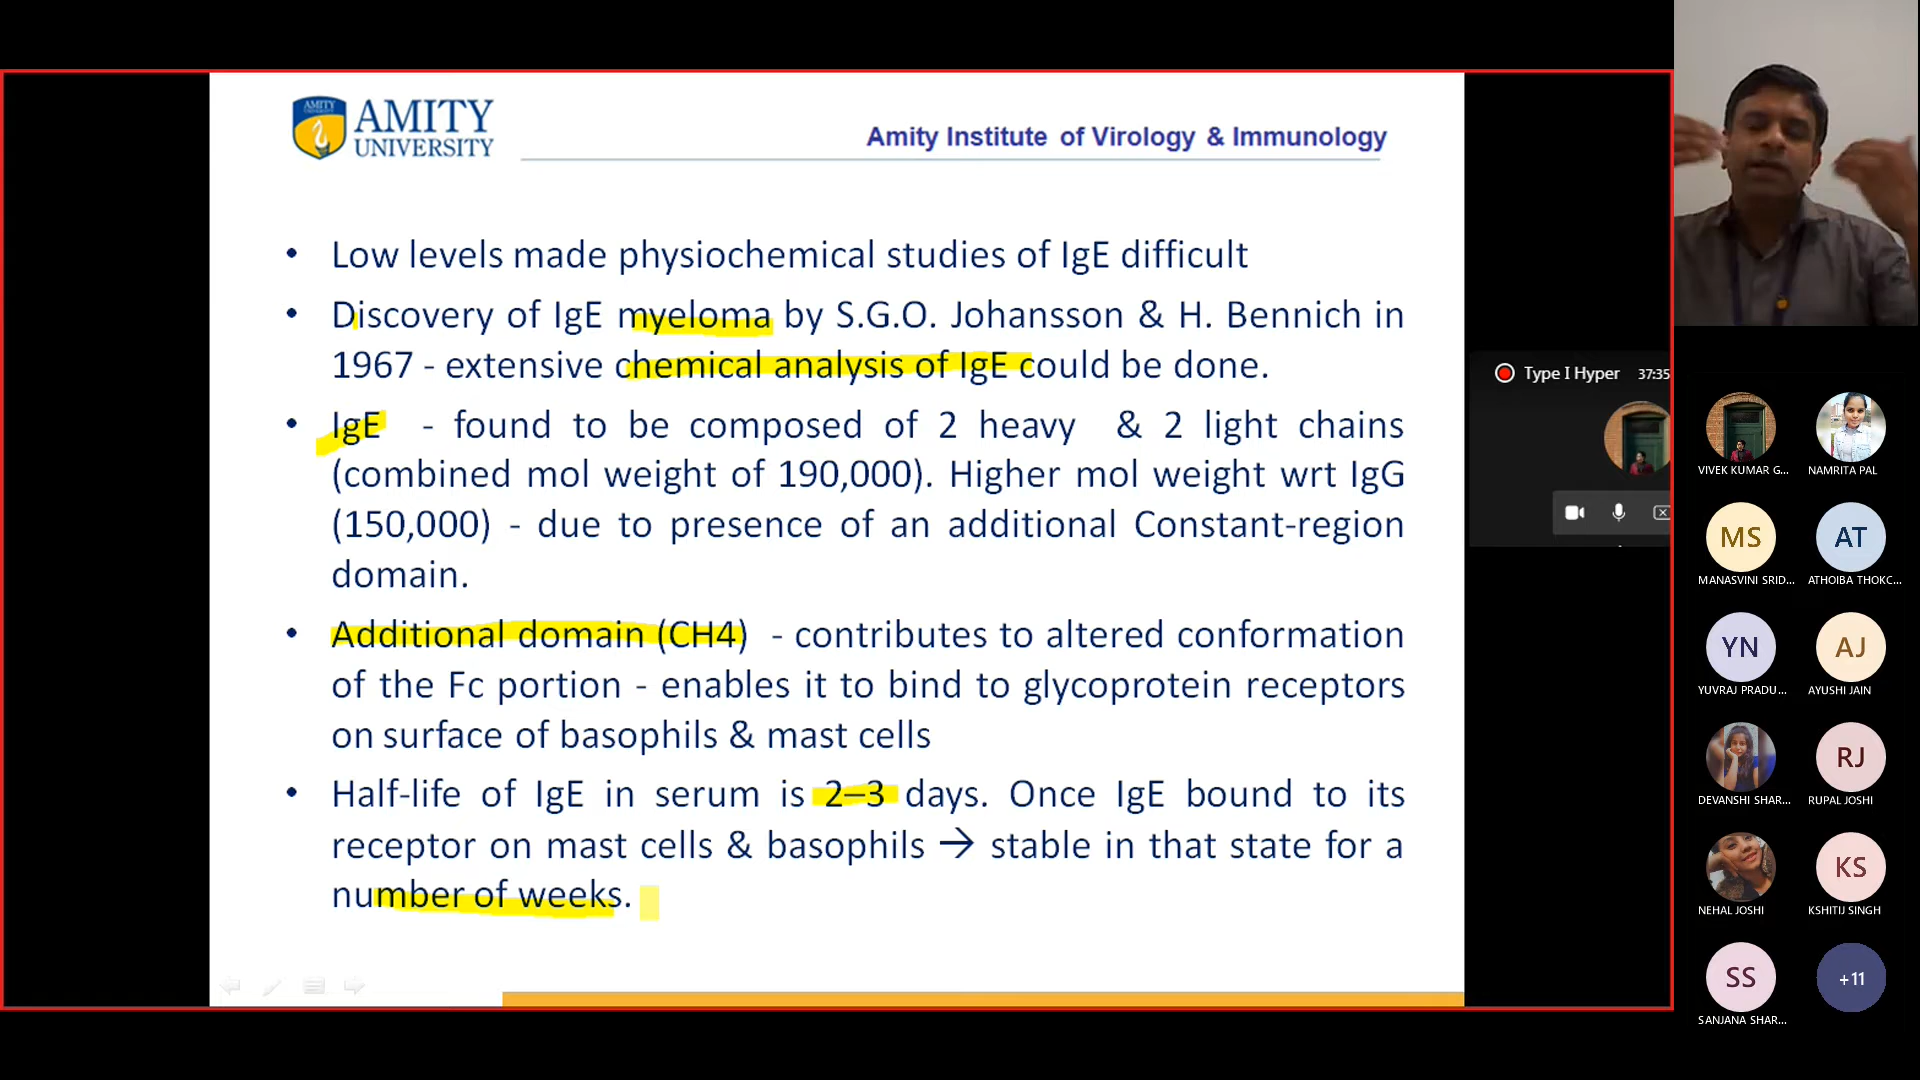 AMITY
UNIVERSITY
AMITY
UNIVERSITY
Amity Institute of Virology & Immunology
• Low levels made physiochemical studies of IgE difficult
• Discovery of IgE myeloma by S.G.O. Johansson & H. Bennich in
1967 - extensive chemical analysis of IgE could be done.
• IgE - found to be composed of 2 heavy & 2 light chains
(combined mol weight of 190,000). Higher mol weight wrt IgG
(150,000) - due to presence of an additional Constant-region
domain.
• Additional domain (CH4) - contributes to altered conformation
of the Fc portion - enables it to bind to glycoprotein receptors
on surface of basophils & mast cells
• Half-life of IgE in serum is 2–3 days. Once IgE bound to its
receptor on mast cells & basophils → stable in that state for a
number of weeks.
Type I Hyper 37:35
VIVEK KUMAR G... NAMRITA PAL
MS AT
MANASVINI SRID... ATHOIBA THOKC...
YN AJ
YUVRAJ PRADU... AYUSHI JAIN
RJ
DEVANSHI SHAR... RUPAL JOSHI
KS
NEHAL JOSHI KSHITIJ SINGH
SS +11
SANJANA SHAR...